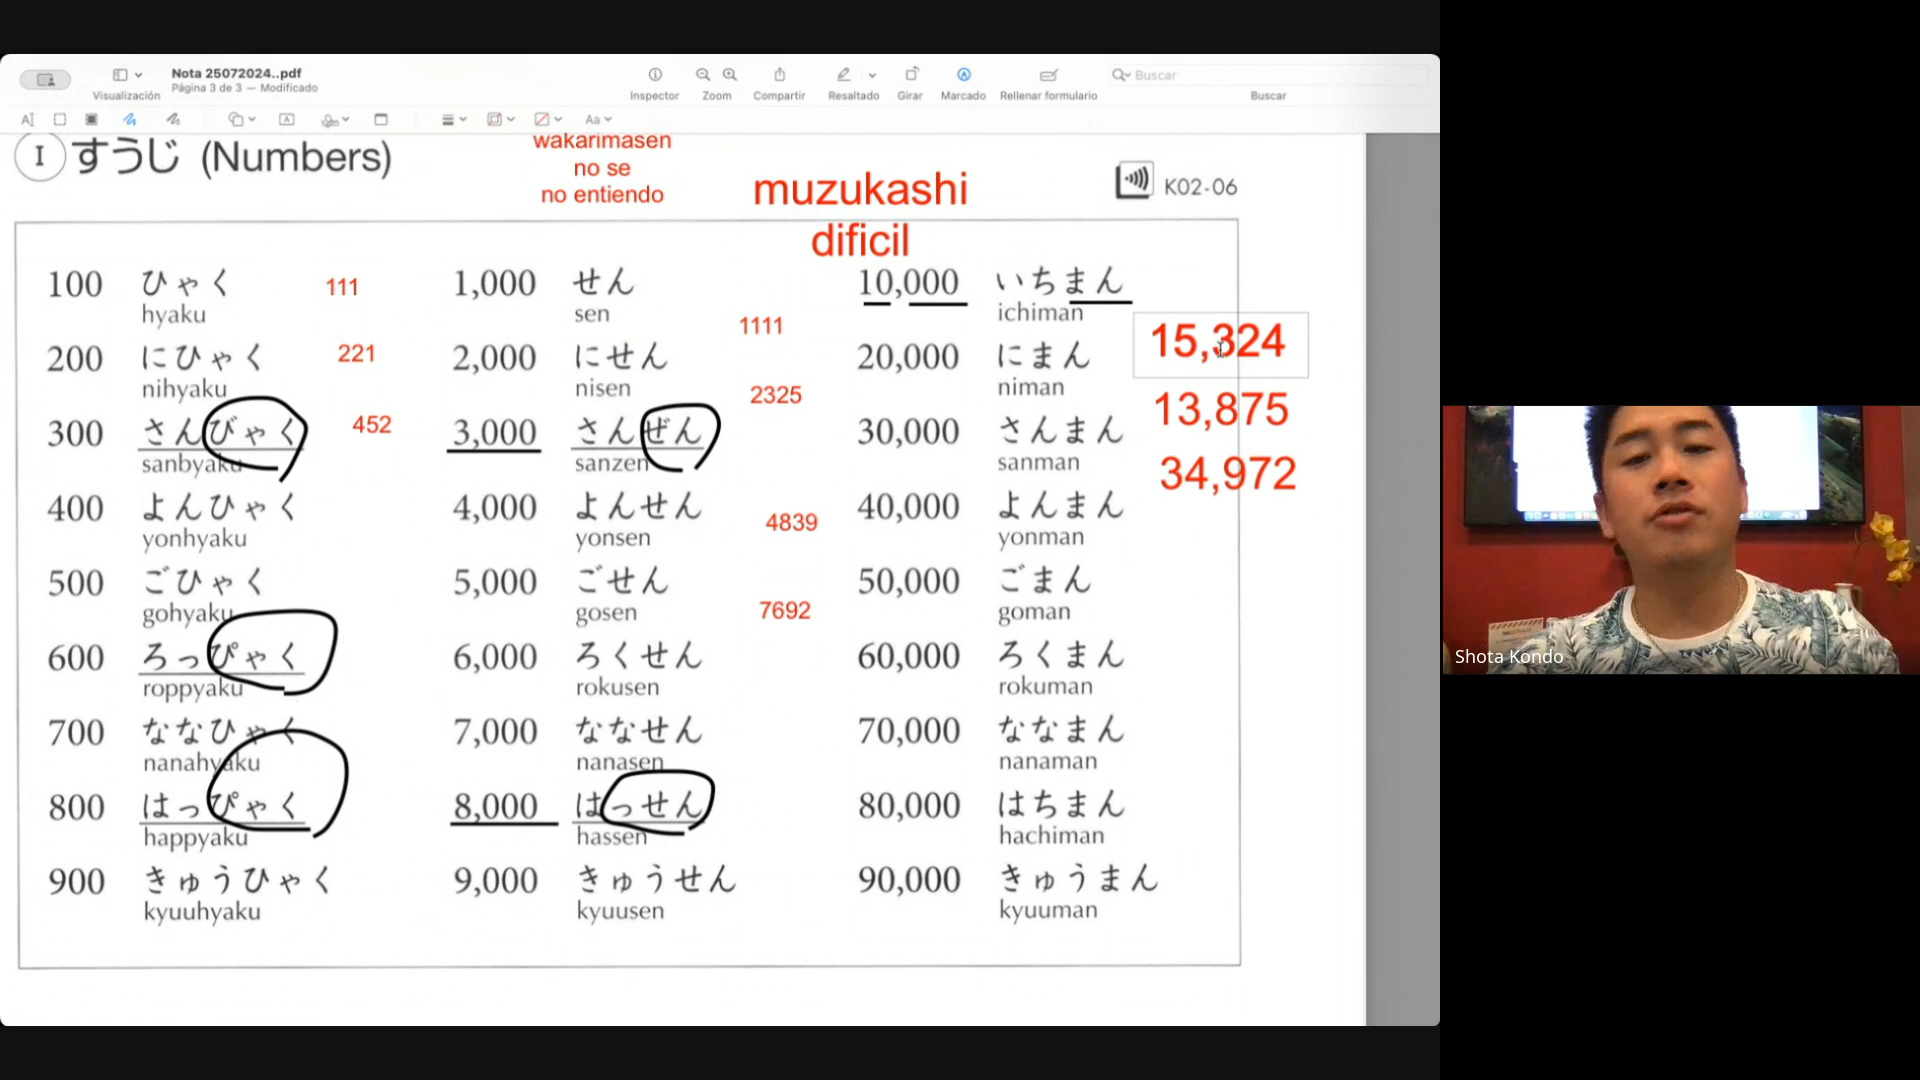 Nota 25072024..pdf
Página 3 de 3 — Modificado
Visualización
Inspector
Zoom
Compartir
Resaltado
Girar
Marcado
Rellenar formulario
Buscar
Buscar
I すうじ (Numbers)
wakarimasen
no se
no entiendo
muzukashi
dificil
K02-06
100 ひゃく
hyaku
111
200 にひゃく
nihyaku
221
300 さんびゃく
sanbyaku
452
400 よんひゃく
yonhyaku
500 ごひゃく
gohyaku
600 ろっぴゃく
roppyaku
700 ななひゃく
nanahyaku
800 はっぴゃく
happyaku
900 きゅうひゃく
kyuuhyaku
1,000 せん
sen
1111
2,000 にせん
nisen
2325
3,000 さんぜん
sanzen
4,000 よんせん
yonsen
4839
5,000 ごせん
gosen
7692
6,000 ろくせん
rokusen
7,000 ななせん
nanasen
8,000 はっせん
hassen
9,000 きゅうせん
kyuusen
10,000 いちまん
ichiman
15,324
20,000 にまん
niman
13,875
30,000 さんまん
sanman
34,972
40,000 よんまん
yonman
50,000 ごまん
goman
60,000 ろくまん
rokuman
70,000 ななまん
nanaman
80,000 はちまん
hachiman
90,000 きゅうまん
kyuuman
Shota Kondo